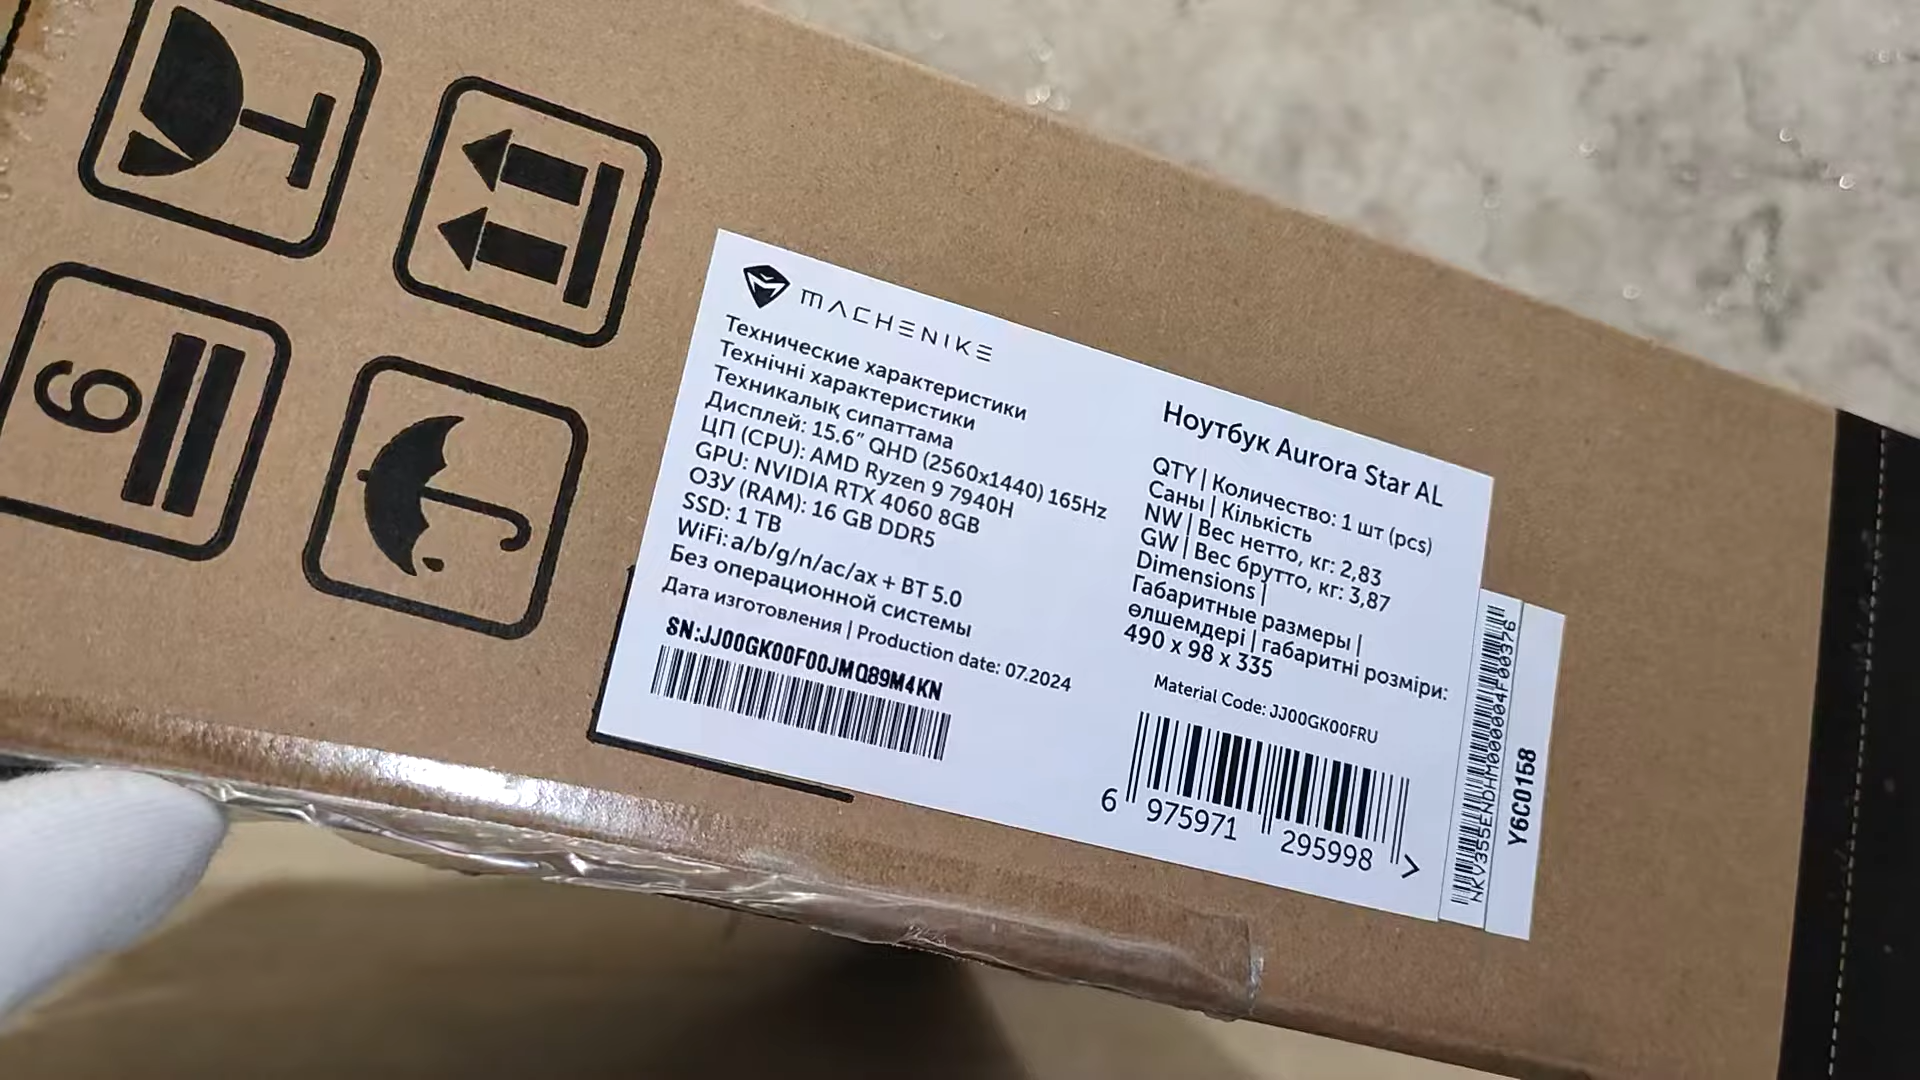 6
MACHENIKE
Технические характеристики
Технічні характеристики
Техникалық сипаттама
Дисплей: 15.6” QHD (2560x1440) 165Hz
ЦП (CPU): AMD Ryzen 9 7940H
GPU: NVIDIA RTX 4060 8GB
ОЗУ (RAM): 16 GB DDR5
SSD: 1 TB
WiFi: a/b/g/n/ac/ax + BT 5.0
Без операционной системы
Дата изготовления | Production date: 07.2024
SN:JJ00GK00F00JMQ89M4KN
Ноутбук Aurora Star AL
QTY | Количество: 1 шт (pcs)
Саны | Кількість
NW | Вес нетто, кг: 2,83
GW | Вес брутто, кг: 3,87
Dimensions |
Габаритные размеры |
өлшемдері | габаритні розміри:
490 x 98 x 335
Material Code: JJ00GK00FRU
6 975971 295998 >
NKV355ENDHM000004F00376
Y6C0158